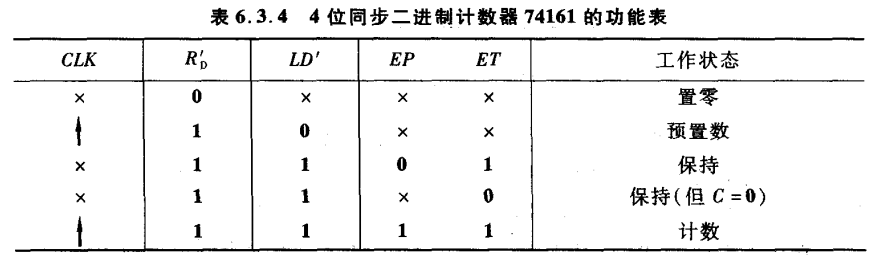 表 6.3.4 4 位同步二进制计数器 74161 的功能表
CLK R′D LD′ EP ET 工作状态
× 0 × × × 置零
↑ 1 0 × × 预置数
× 1 1 0 1 保持
× 1 1 × 0 保持(但 C=0)
↑ 1 1 1 1 计数